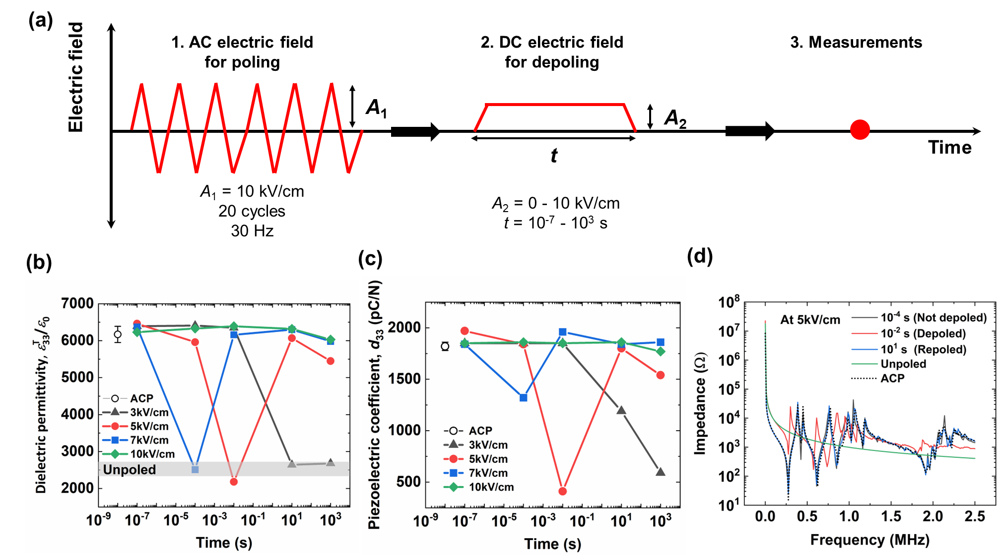 (a)
Electric field
1. AC electric field
for poling
2. DC electric field
for depoling
3. Measurements
A₁
A₂
t
Time
A₁ = 10 kV/cm
20 cycles
30 Hz
A₂ = 0 - 10 kV/cm
t = 10⁻⁷ - 10³ s
(b)
Dielectric permittivity, ε₃₃ᵀ/ε₀
7000
6000
5000
4000
3000
2000
ACP
3kV/cm
5kV/cm
7kV/cm
10kV/cm
Unpoled
10⁻⁹ 10⁻⁷ 10⁻⁵ 10⁻³ 10⁻¹ 10¹ 10³
Time (s)
(c)
Piezoelectric coefficient, d₃₃ (pC/N)
2000
1500
1000
500
ACP
3kV/cm
5kV/cm
7kV/cm
10kV/cm
10⁻⁹ 10⁻⁷ 10⁻⁵ 10⁻³ 10⁻¹ 10¹ 10³
Time (s)
(d)
Impedance (Ω)
10⁸
10⁷
10⁶
10⁵
10⁴
10³
10²
10¹
At 5kV/cm
10⁻⁴ s (Not depoled)
10⁻² s (Depoled)
10¹ s (Repoled)
Unpoled
ACP
0.0 0.5 1.0 1.5 2.0 2.5
Frequency (MHz)